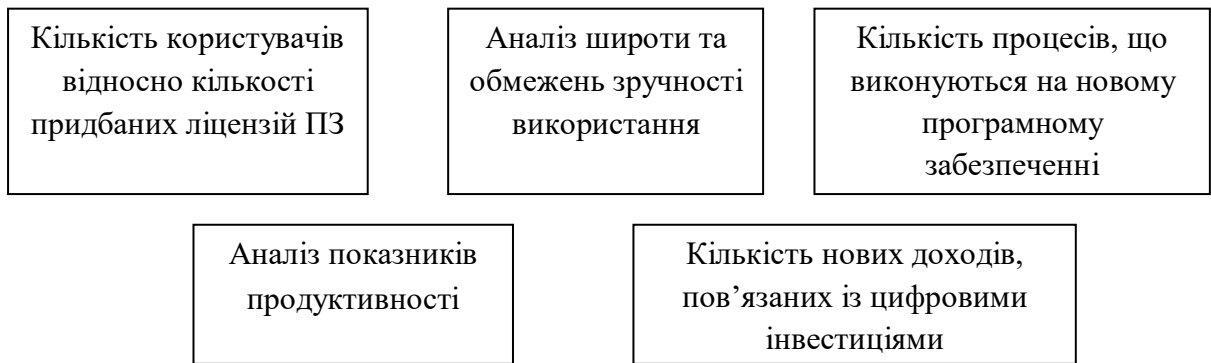 Кількість користувачів
відносно кількості
придбаних ліцензій ПЗ
Аналіз широти та
обмежень зручності
використання
Кількість процесів, що
виконуються на новому
програмному
забезпеченні
Аналіз показників
продуктивності
Кількість нових доходів,
пов’язаних із цифровими
інвестиціями